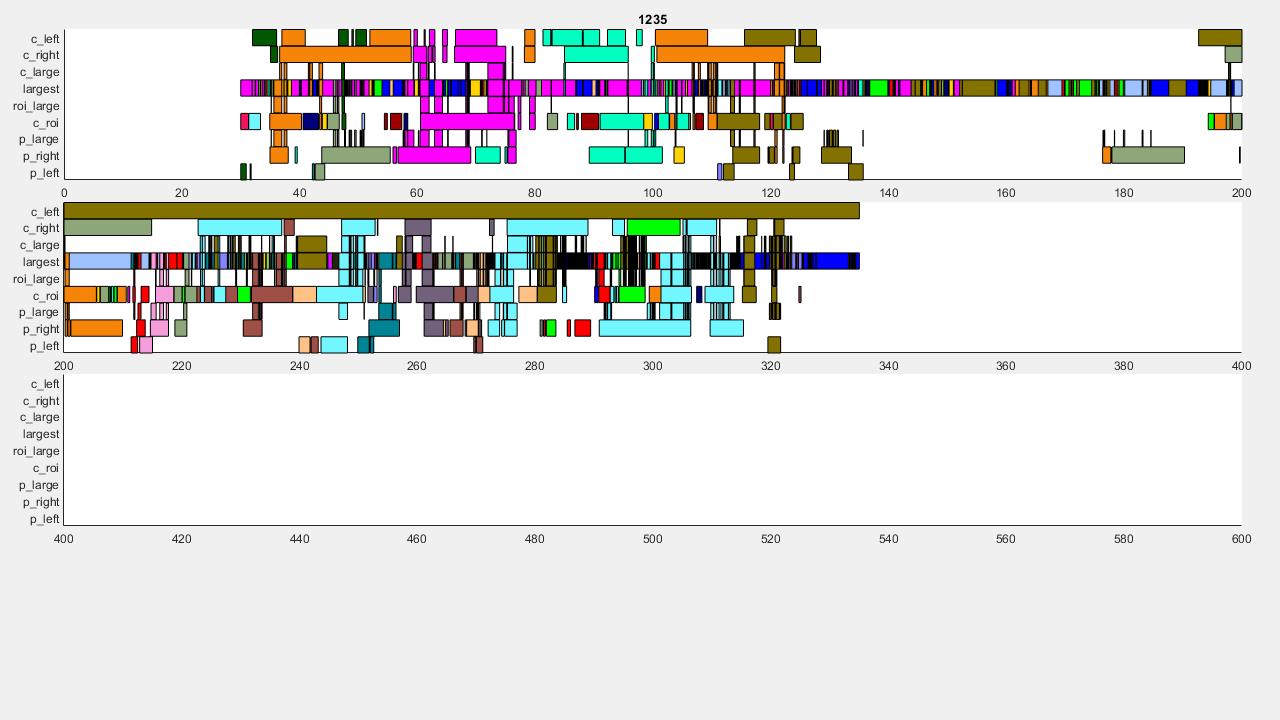 1235
c_left
c_right
c_large
largest
roi_large
c_roi
p_large
p_right
p_left
0 20 40 60 80 100 120 140 160 180 200
c_left
c_right
c_large
largest
roi_large
c_roi
p_large
p_right
p_left
200 220 240 260 280 300 320 340 360 380 400
c_left
c_right
c_large
largest
roi_large
c_roi
p_large
p_right
p_left
400 420 440 460 480 500 520 540 560 580 600